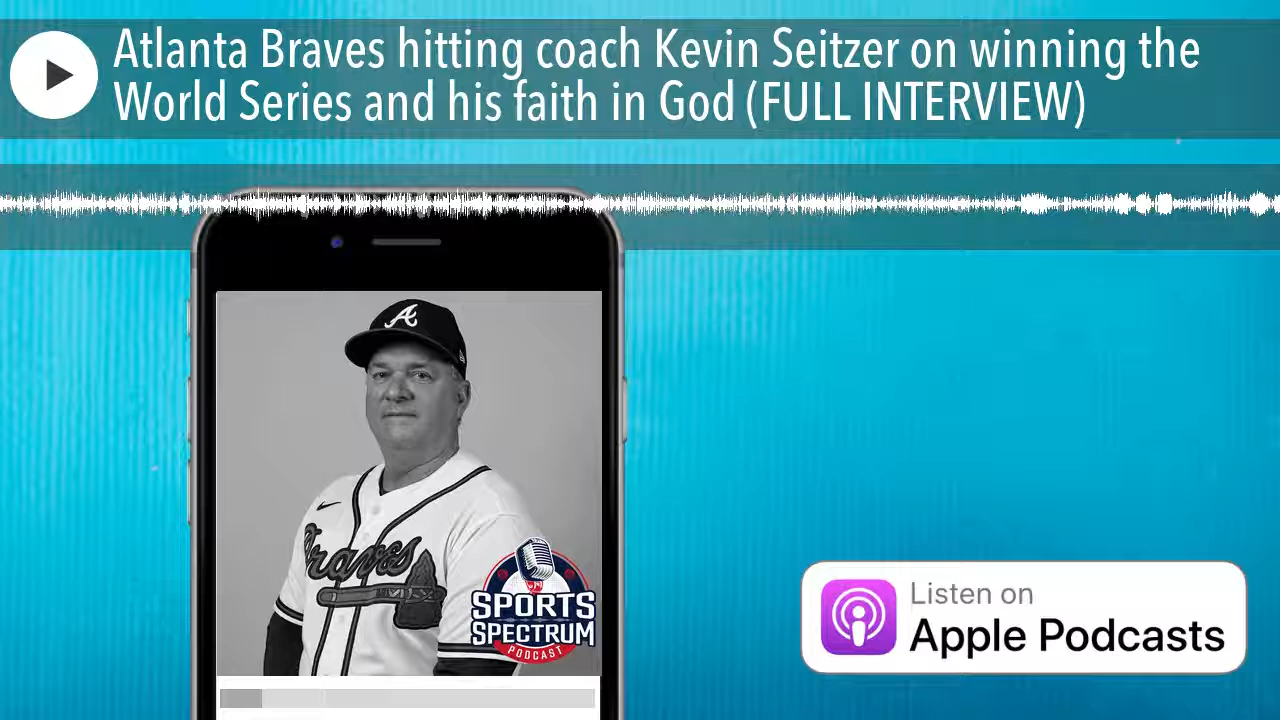 Atlanta Braves hitting coach Kevin Seitzer on winning the
World Series and his faith in God (FULL INTERVIEW)
A
Braves
SPORTS
SPECTRUM
PODCAST
Listen on
Apple Podcasts